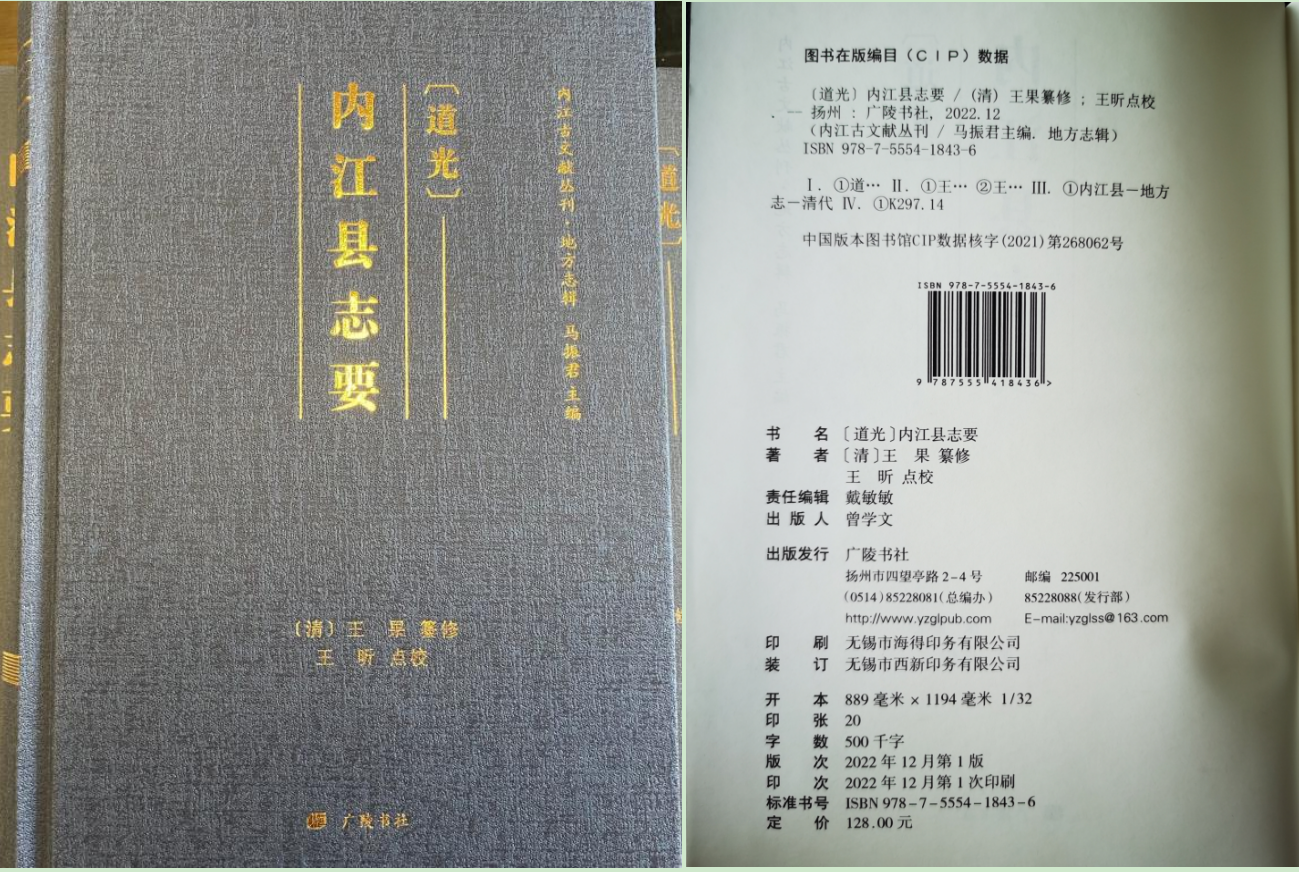 内江古文献丛刊·地方志辑 马振君 主编
〔道光〕
内江县志要
〔清〕王 果 纂修
王 昕 点校
广陵书社
〔道光〕
图书在版编目（CIP）数据
〔道光〕内江县志要 / (清) 王果纂修 ; 王昕点校
. — 扬州 : 广陵书社, 2022.12
（内江古文献丛刊 / 马振君主编. 地方志辑）
ISBN 978-7-5554-1843-6
Ⅰ. ①道… Ⅱ. ①王… ②王… Ⅲ. ①内江县－地方
志－清代 Ⅳ. ①K297.14
中国版本图书馆CIP数据核字(2021)第268062号
ISBN 978-7-5554-1843-6
9 787555 418436 >
书 名 〔道光〕内江县志要
著 者 〔清〕王 果 纂修
王 昕 点校
责任编辑 戴敏敏
出 版 人 曾学文
出版发行 广陵书社
扬州市四望亭路 2-4 号 邮编 225001
(0514)85228081(总编办) 85228088(发行部)
http://www.yzglpub.com E-mail:yzglss@163.com
印 刷 无锡市海得印务有限公司
装 订 无锡市西新印务有限公司
开 本 889 毫米 × 1194 毫米 1/32
印 张 20
字 数 500 千字
版 次 2022 年 12 月第 1 版
印 次 2022 年 12 月第 1 次印刷
标准书号 ISBN 978-7-5554-1843-6
定 价 128.00 元